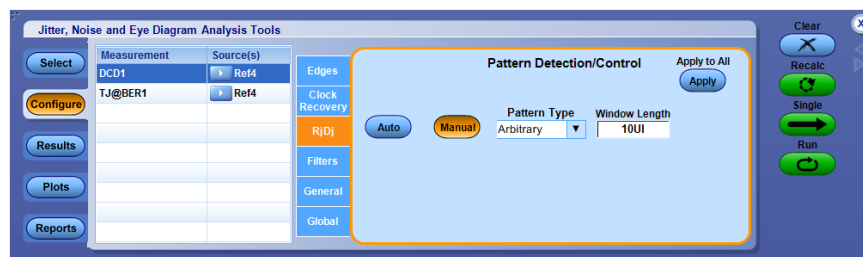 Jitter, Noise and Eye Diagram Analysis Tools
Clear
X
Select
Configure
Results
Plots
Reports
Measurement Source(s)
DCD1 Ref4
TJ@BER1 Ref4
Edges
Clock
Recovery
RjDj
Filters
General
Global
Pattern Detection/Control
Apply to All
Apply
Auto
Manual
Pattern Type
Arbitrary
Window Length
10UI
Recalc
Single
Run